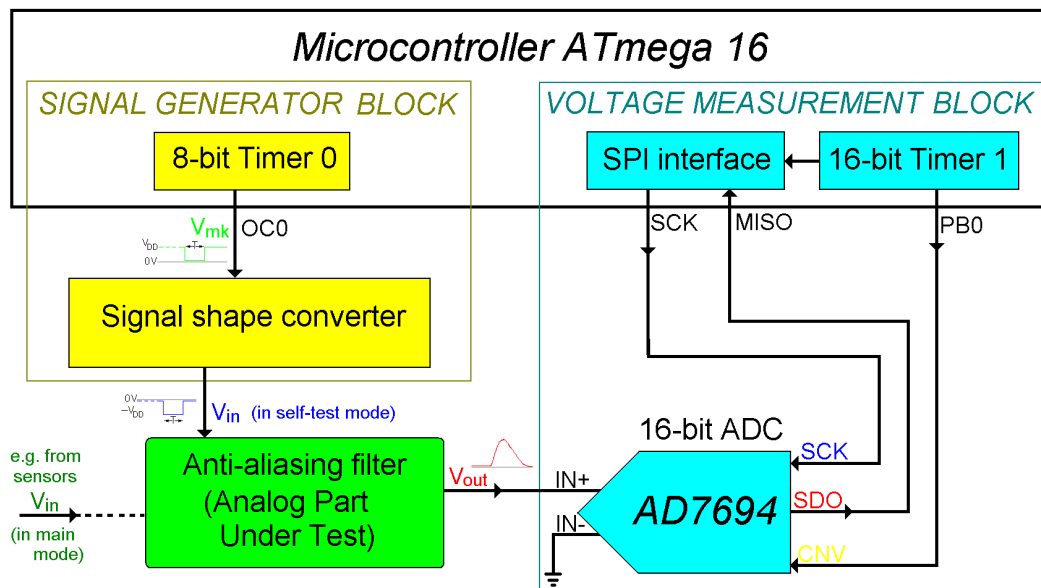 Microcontroller ATmega 16
SIGNAL GENERATOR BLOCK
8-bit Timer 0
Vmk
OC0
VDD
T
0V
Signal shape converter
0V
-VDD
T
Vin (in self-test mode)
e.g. from
sensors
Vin
(in main
mode)
Anti-aliasing filter
(Analog Part
Under Test)
Vout
VOLTAGE MEASUREMENT BLOCK
SPI interface
16-bit Timer 1
SCK
MISO
PB0
16-bit ADC
IN+
IN-
AD7694
SCK
SDO
CNV